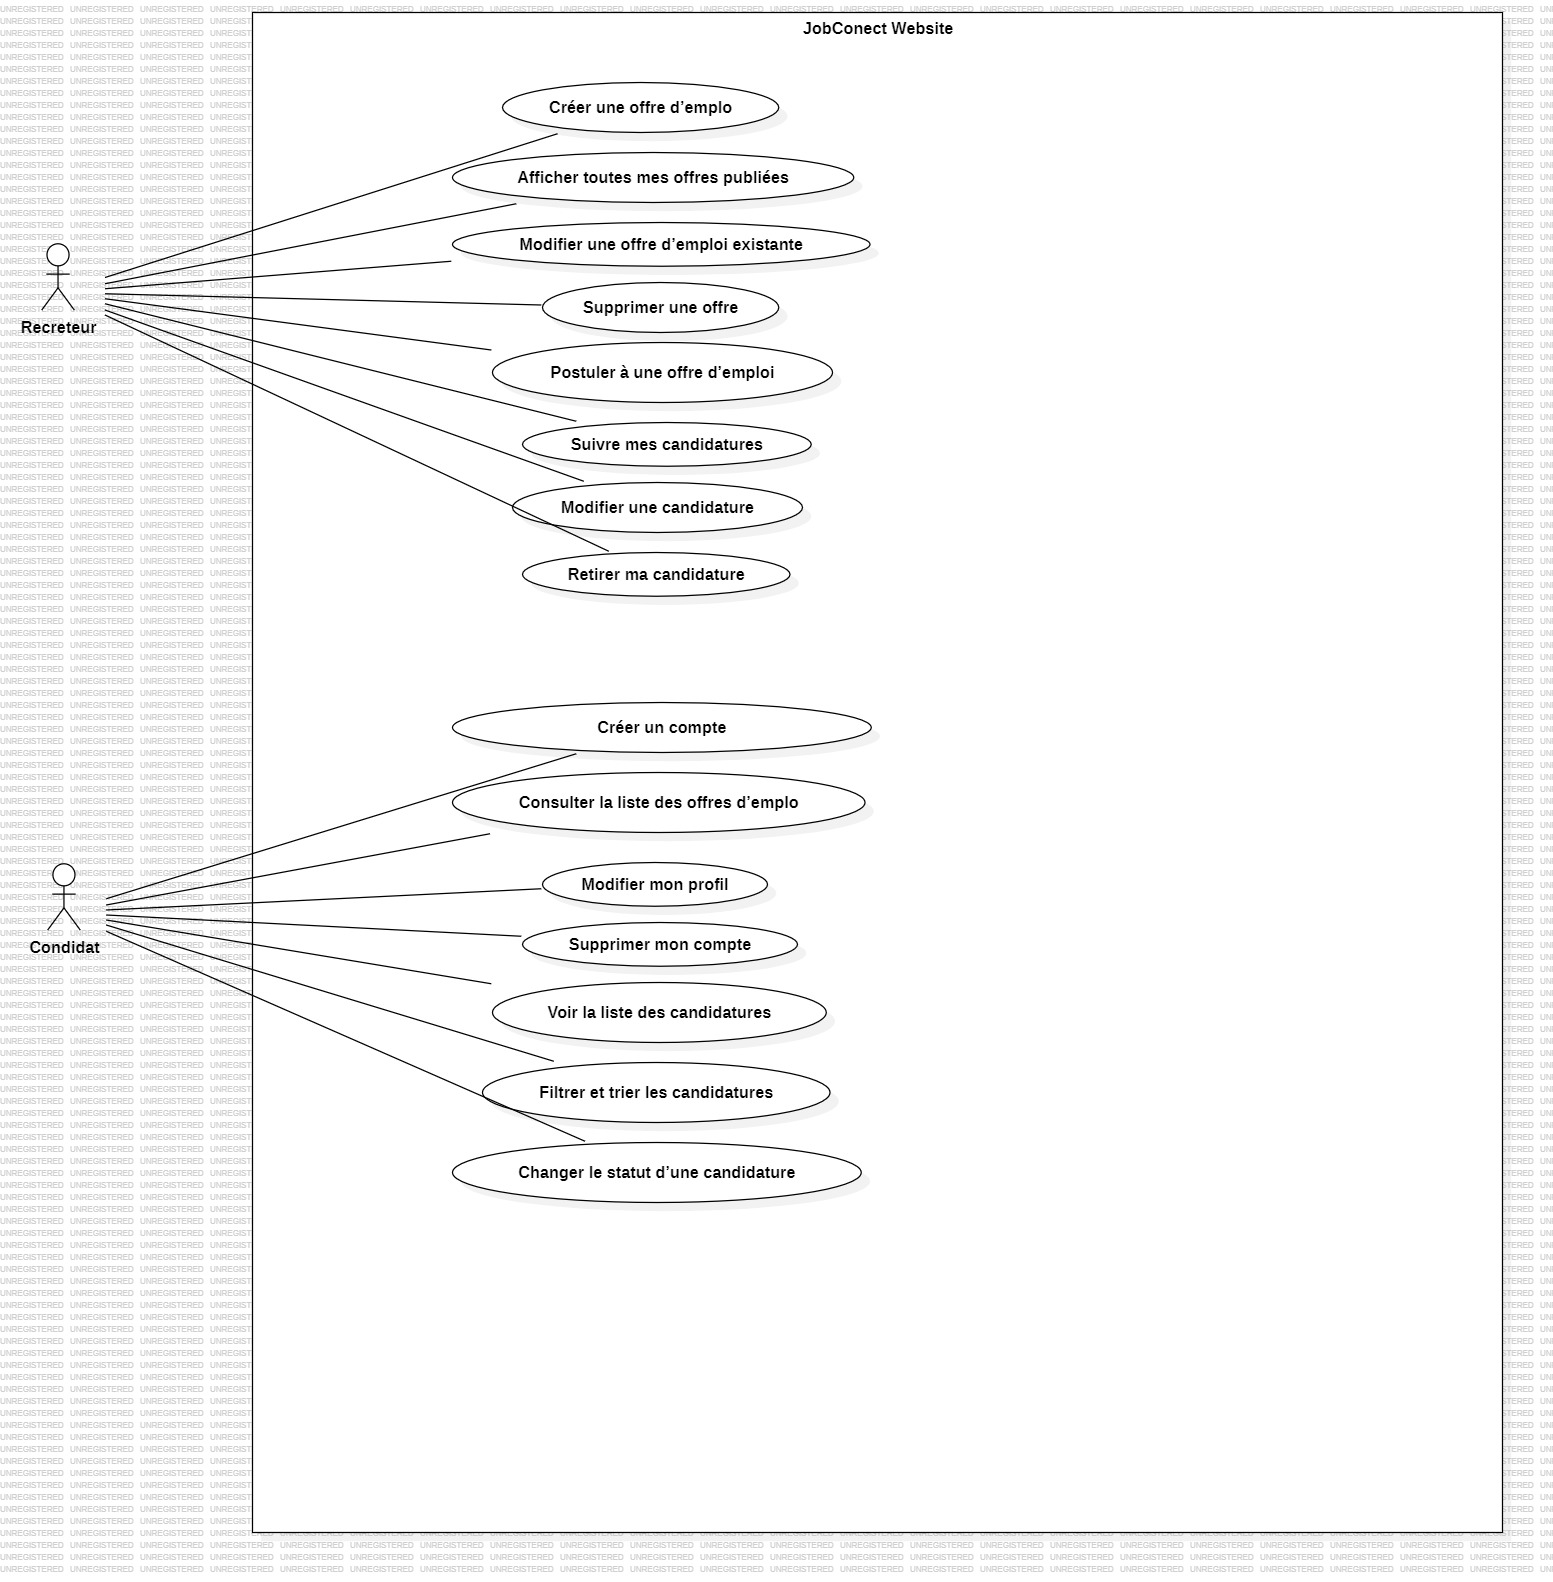 JobConect Website
Créer une offre d’emplo
Afficher toutes mes offres publiées
Modifier une offre d’emploi existante
Supprimer une offre
Recreteur
Postuler à une offre d’emploi
Suivre mes candidatures
Modifier une candidature
Retirer ma candidature
Créer un compte
Consulter la liste des offres d’emplo
Modifier mon profil
Condidat
Supprimer mon compte
Voir la liste des candidatures
Filtrer et trier les candidatures
Changer le statut d’une candidature
UNREGISTERED